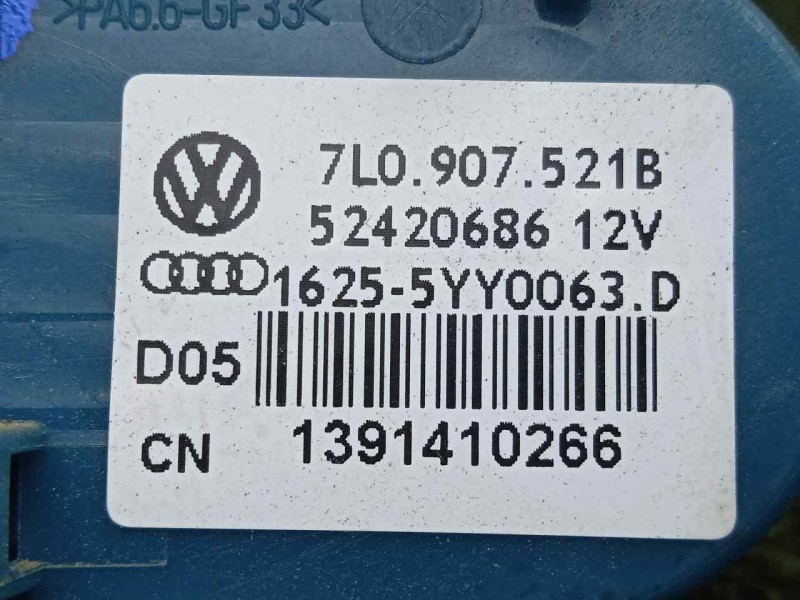 >PA6.6-GF33<
7L0.907.521B
52420686 12V
1625-5YY0063.D
D05
CN 1391410266